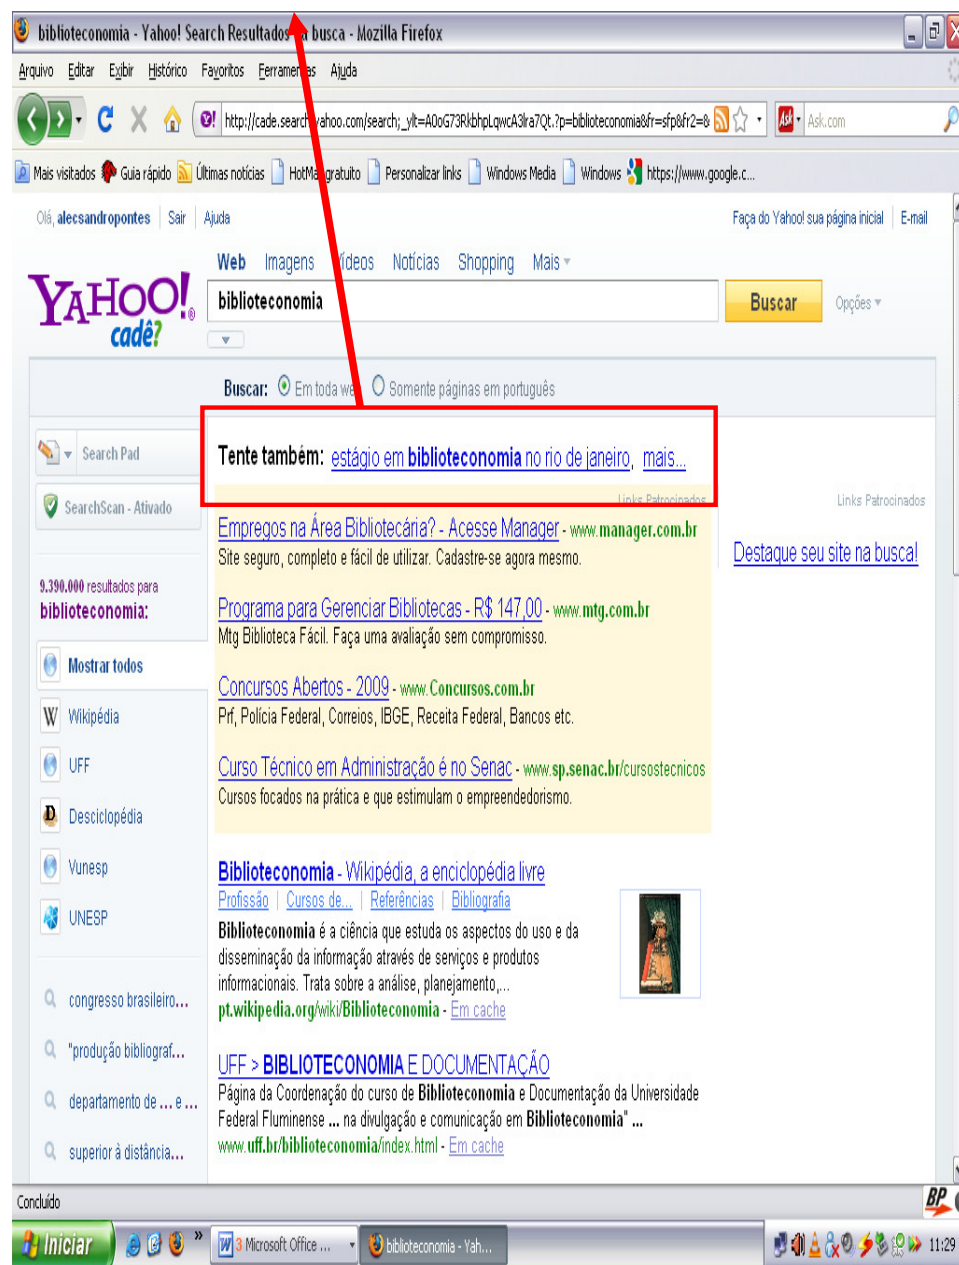 biblioteconomia - Yahoo! Search Resultados da busca - Mozilla Firefox
Arquivo Editar Exibir Histórico Favoritos Ferramentas Ajuda
http://cade.search.yahoo.com/search;_ylt=A0oG73RkbhpLqwcA3lra7Qt.?p=biblioteconomia&fr=sfp&fr2=& Ask Ask.com
Mais visitados Guia rápido Últimas notícias HotMail gratuito Personalizar links Windows Media Windows https://www.google.c...
Olá, alecsandropontes Sair Ajuda Faça do Yahoo! sua página inicial E-mail
Web Imagens Vídeos Notícias Shopping Mais
YAHOO!®
cadê?
biblioteconomia Buscar Opções
Buscar: Em toda web Somente páginas em português
Search Pad
SearchScan - Ativado
9.390.000 resultados para
biblioteconomia:
Mostrar todos
W Wikipédia
UFF
Desciclopédia
Vunesp
UNESP
congresso brasileiro...
"produção bibliograf...
departamento de ... e ...
superior à distância...
Tente também: estágio em biblioteconomia no rio de janeiro, mais...
Links Patrocinados
Empregos na Área Bibliotecária? - Acesse Manager - www.manager.com.br
Site seguro, completo e fácil de utilizar. Cadastre-se agora mesmo.
Programa para Gerenciar Bibliotecas - R$ 147,00 - www.mtg.com.br
Mtg Biblioteca Fácil. Faça uma avaliação sem compromisso.
Concursos Abertos - 2009 - www.Concursos.com.br
Prf, Polícia Federal, Correios, IBGE, Receita Federal, Bancos etc.
Curso Técnico em Administração é no Senac - www.sp.senac.br/cursostecnicos
Cursos focados na prática e que estimulam o empreendedorismo.
Links Patrocinados
Destaque seu site na busca!
Biblioteconomia - Wikipédia, a enciclopédia livre
Profissão | Cursos de... | Referências | Bibliografia
Biblioteconomia é a ciência que estuda os aspectos do uso e da
disseminação da informação através de serviços e produtos
informacionais. Trata sobre a análise, planejamento,...
pt.wikipedia.org/wiki/Biblioteconomia - Em cache
UFF > BIBLIOTECONOMIA E DOCUMENTAÇÃO
Página da Coordenação do curso de Biblioteconomia e Documentação da Universidade
Federal Fluminense ... na divulgação e comunicação em Biblioteconomia" ...
www.uff.br/biblioteconomia/index.html - Em cache
Concluído BP
Iniciar » 3 Microsoft Office ... biblioteconomia - Yah... 11:29